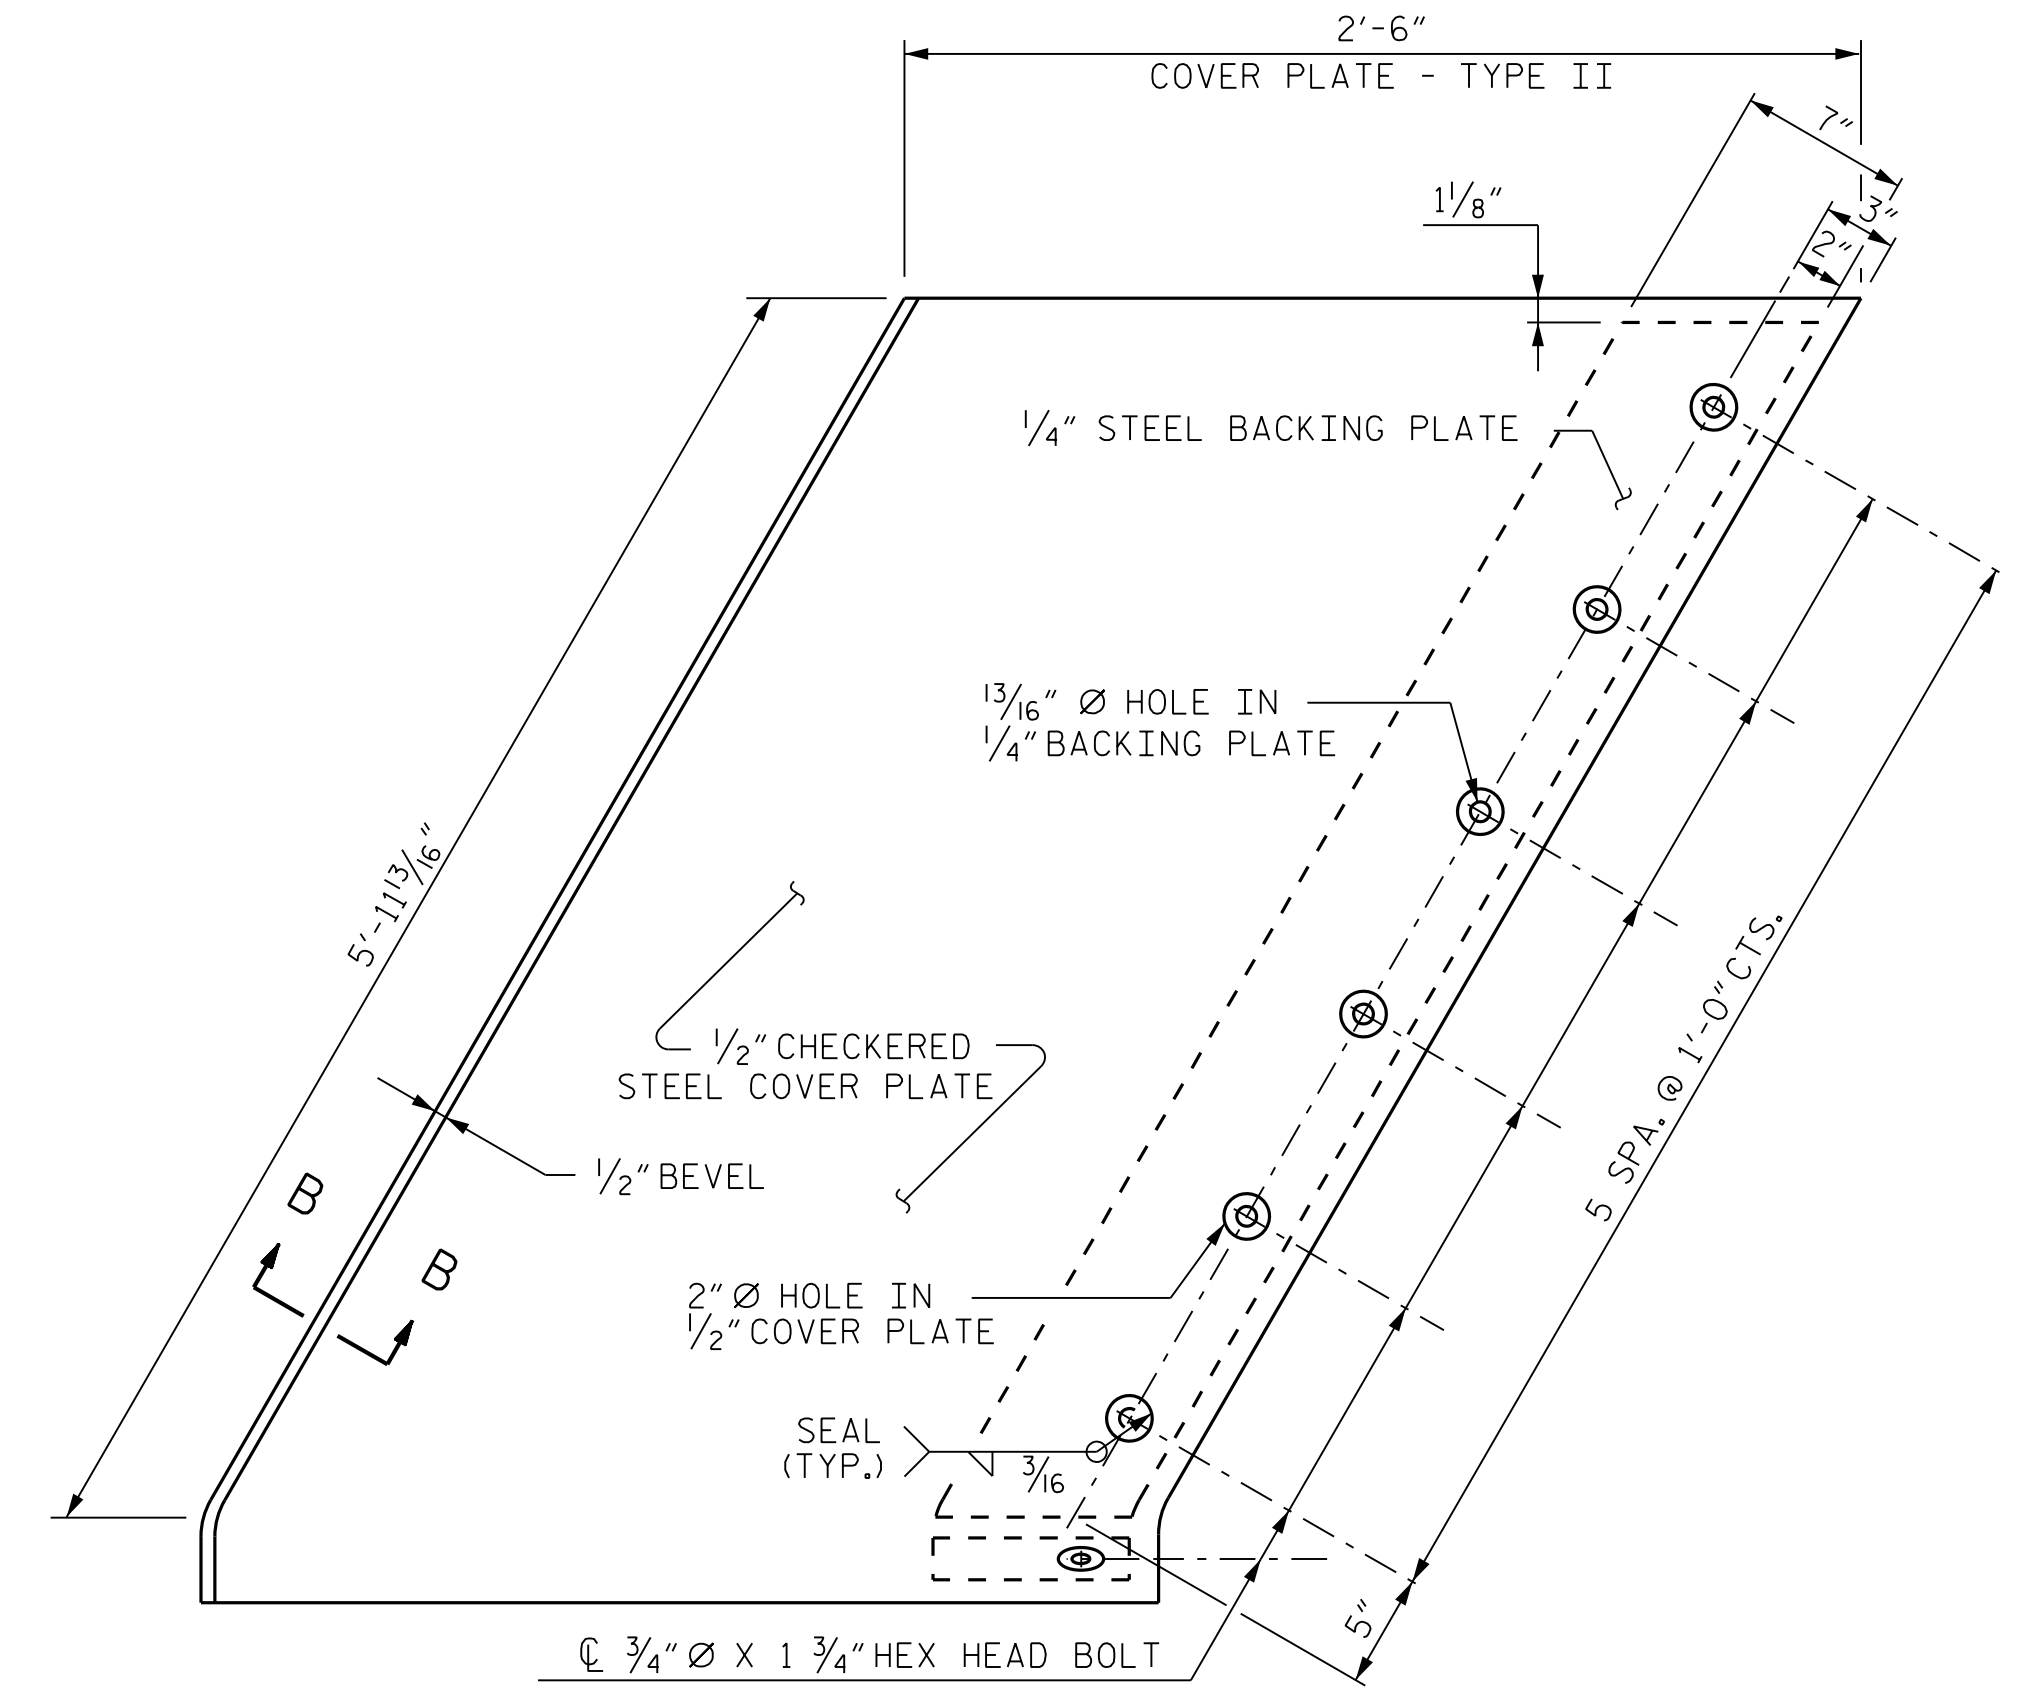 2'-6"
COVER PLATE - TYPE II
7"
3"
2"
1 1/8"
1/4" STEEL BACKING PLATE
13/16" Ø HOLE IN
1/4" BACKING PLATE
5'-11 13/16"
1/2" CHECKERED
STEEL COVER PLATE
5 SPA. @ 1'-0" CTS.
1/2" BEVEL
B
B
2" Ø HOLE IN
1/2" COVER PLATE
SEAL
(TYP.)
3/16
5"
℄ 3/4" Ø X 1 3/4" HEX HEAD BOLT